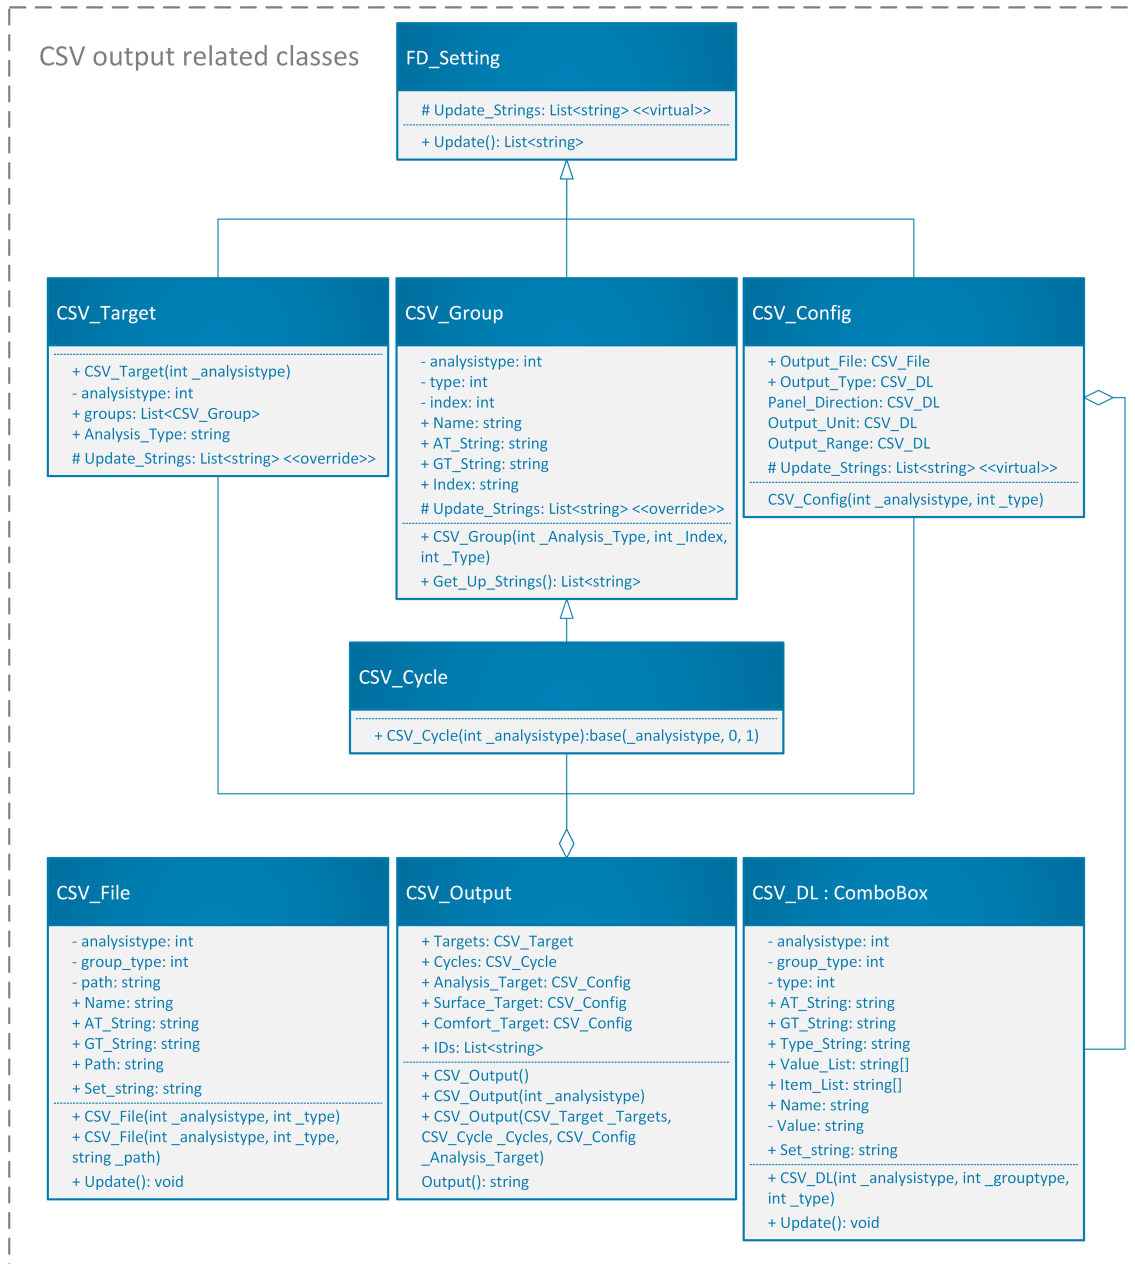 CSV output related classes
FD_Setting
# Update_Strings: List<string> <<virtual>>
+ Update(): List<string>
CSV_Target
+ CSV_Target(int _analysistype)
- analysistype: int
+ groups: List<CSV_Group>
+ Analysis_Type: string
# Update_Strings: List<string> <<override>>
CSV_Group
- analysistype: int
- type: int
- index: int
+ Name: string
+ AT_String: string
+ GT_String: string
+ Index: string
# Update_Strings: List<string> <<override>>
+ CSV_Group(int _Analysis_Type, int _Index,
int _Type)
+ Get_Up_Strings(): List<string>
CSV_Config
+ Output_File: CSV_File
+ Output_Type: CSV_DL
Panel_Direction: CSV_DL
Output_Unit: CSV_DL
Output_Range: CSV_DL
# Update_Strings: List<string> <<virtual>>
CSV_Config(int _analysistype, int _type)
CSV_Cycle
+ CSV_Cycle(int _analysistype):base(_analysistype, 0, 1)
CSV_File
- analysistype: int
- group_type: int
- path: string
+ Name: string
+ AT_String: string
+ GT_String: string
+ Path: string
+ Set_string: string
+ CSV_File(int _analysistype, int _type)
+ CSV_File(int _analysistype, int _type,
string _path)
+ Update(): void
CSV_Output
+ Targets: CSV_Target
+ Cycles: CSV_Cycle
+ Analysis_Target: CSV_Config
+ Surface_Target: CSV_Config
+ Comfort_Target: CSV_Config
+ IDs: List<string>
+ CSV_Output()
+ CSV_Output(int _analysistype)
+ CSV_Output(CSV_Target _Targets,
CSV_Cycle _Cycles, CSV_Config
_Analysis_Target)
Output(): string
CSV_DL : ComboBox
- analysistype: int
- group_type: int
- type: int
+ AT_String: string
+ GT_String: string
+ Type_String: string
+ Value_List: string[]
+ Item_List: string[]
+ Name: string
- Value: string
+ Set_string: string
+ CSV_DL(int _analysistype, int _grouptype,
int _type)
+ Update(): void